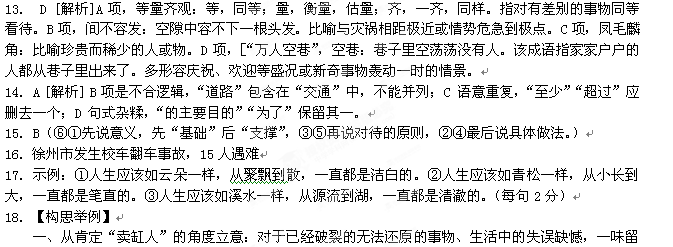 13. D [解析]A 项，等量齐观：等，同等；量，衡量，估量；齐，一齐，同样。指对有差别的事物同等
看待。B 项，间不容发：空隙中容不下一根头发。比喻与灾祸相距极近或情势危急到极点。C 项，凤毛麟
角：比喻珍贵而稀少的人或物。D 项，[“万人空巷”，空巷：巷子里空荡荡没有人。该成语指家家户户的
人都从巷子里出来了。多形容庆祝、欢迎等盛况或新奇事物轰动一时的情景。
14. A [解析] B 项是不合逻辑，“道路”包含在“交通”中，不能并列；C 语意重复，“至少”“超过”应
删去一个；D 句式杂糅，“的主要目的”“为了”保留其一。
15. B（⑥①先说意义，先“基础”后“支撑”，③⑤再说对待的原则，②④最后说具体做法。）
16. 徐州市发生校车翻车事故，15 人遇难
17. 示例：①人生应该如云朵一样，从聚飘到散，一直都是洁白的。②人生应该如青松一样，从小长到
大，一直都是笔直的。③人生应该如溪水一样，从源流到湖，一直都是清澈的。（每句 2 分）
18. 【构思举例】
一、从肯定“卖缸人”的角度立意：对于已经破裂的无法还原的事物、生活中的失误缺憾，一味留